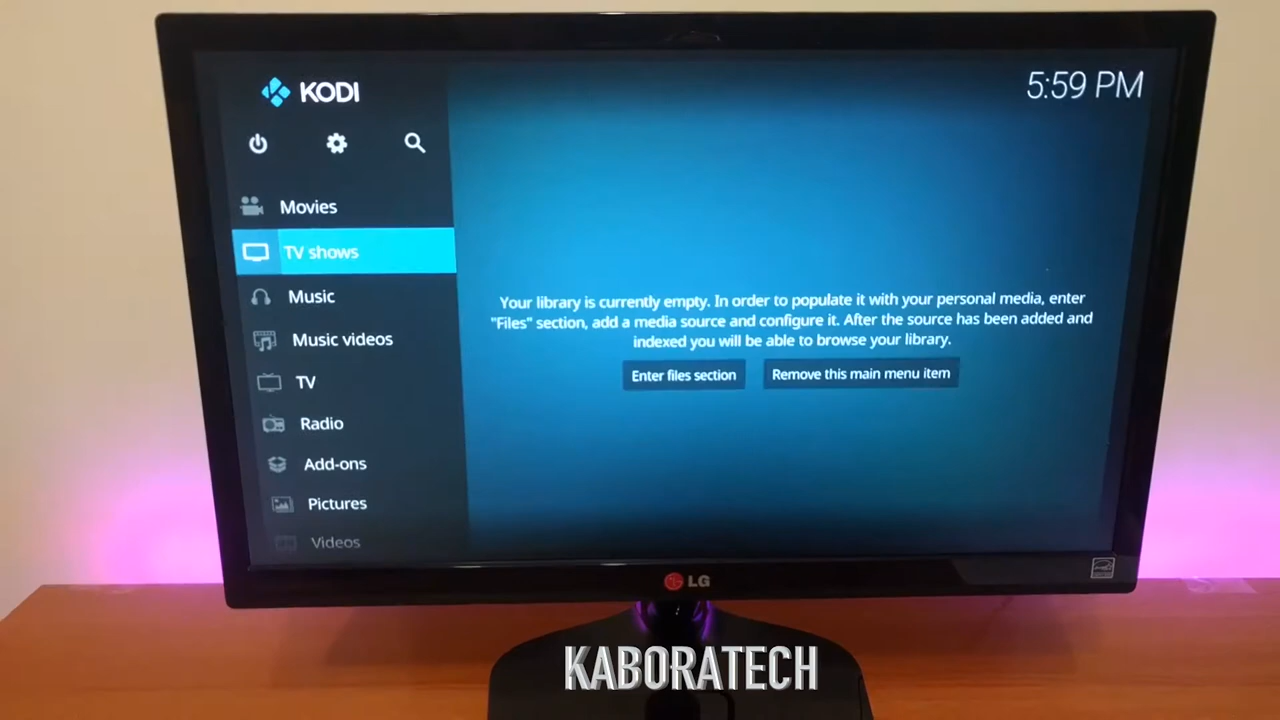 KODI
5:59 PM
Movies
TV shows
Music
Music videos
TV
Radio
Add-ons
Pictures
Videos
Your library is currently empty. In order to populate it with your personal media, enter
"Files" section, add a media source and configure it. After the source has been added and
indexed you will be able to browse your library.
Enter files section
Remove this main menu item
LG
KABORATECH